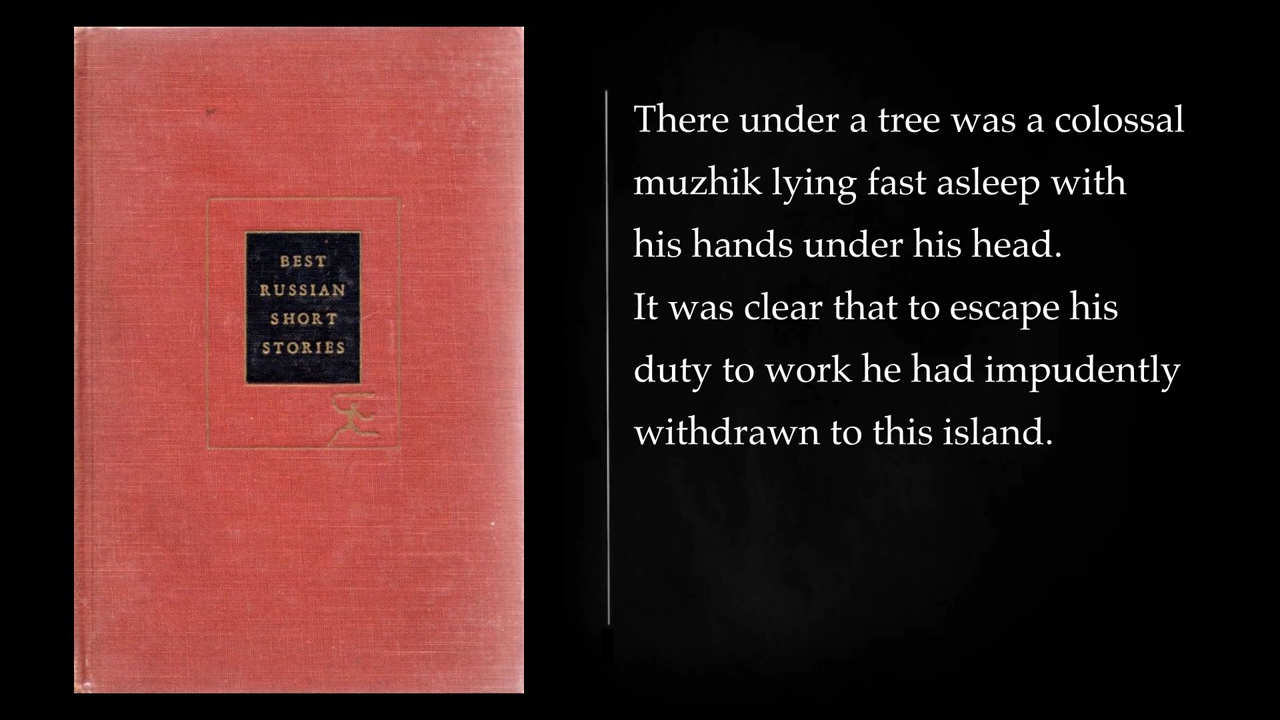 BEST
RUSSIAN
SHORT
STORIES
There under a tree was a colossal
muzhik lying fast asleep with
his hands under his head.
It was clear that to escape his
duty to work he had impudently
withdrawn to this island.